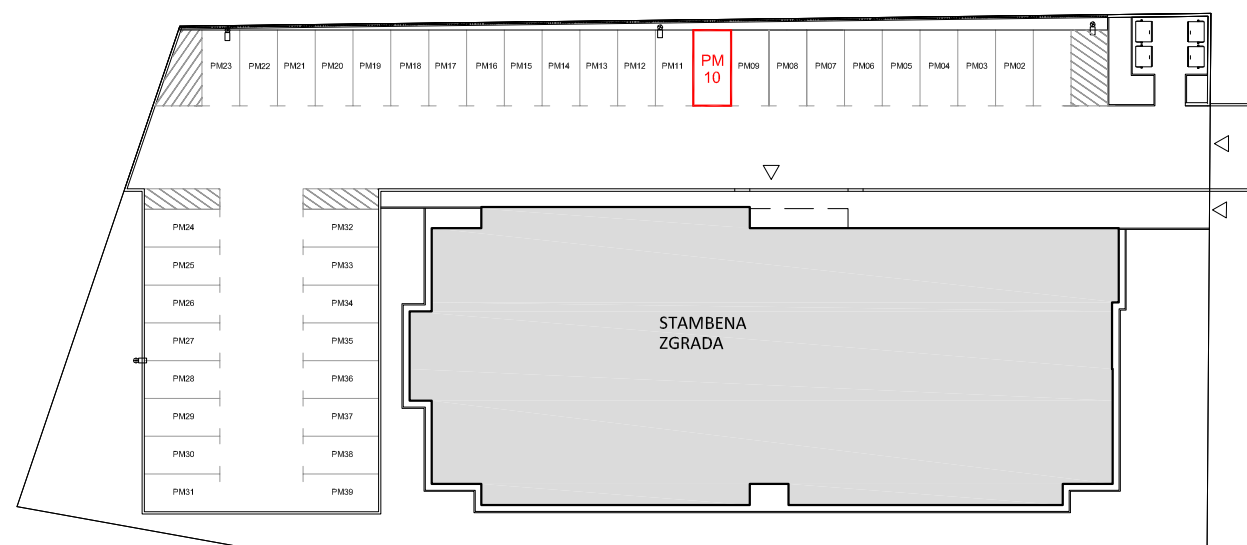 PM23 PM22 PM21 PM20 PM19 PM18 PM17 PM16 PM15 PM14 PM13 PM12 PM11 PM
10 PM09 PM08 PM07 PM06 PM05 PM04 PM03 PM02
PM24 PM32
PM25 PM33
PM26 PM34
PM27 PM35
PM28 PM36
PM29 PM37
PM30 PM38
PM31 PM39
STAMBENA
ZGRADA